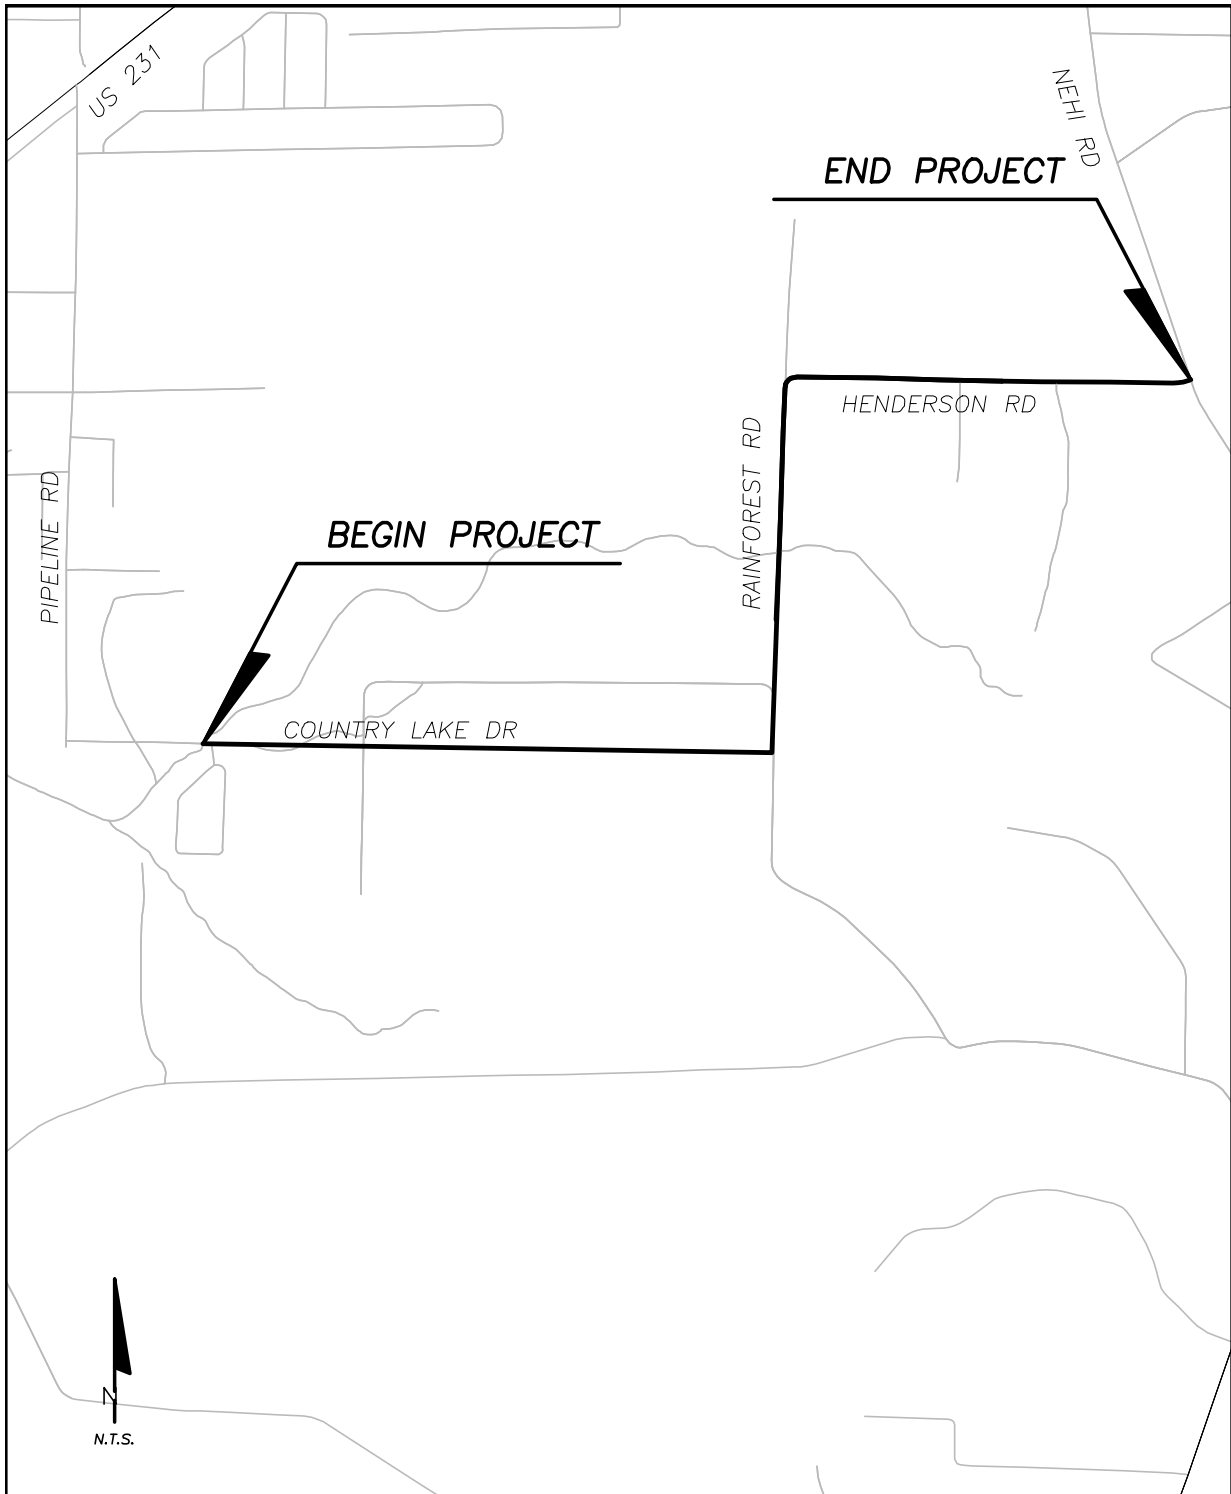 US 231
NEHI RD
END PROJECT
HENDERSON RD
RAINFOREST RD
PIPELINE RD
BEGIN PROJECT
COUNTRY LAKE DR
N
N.T.S.